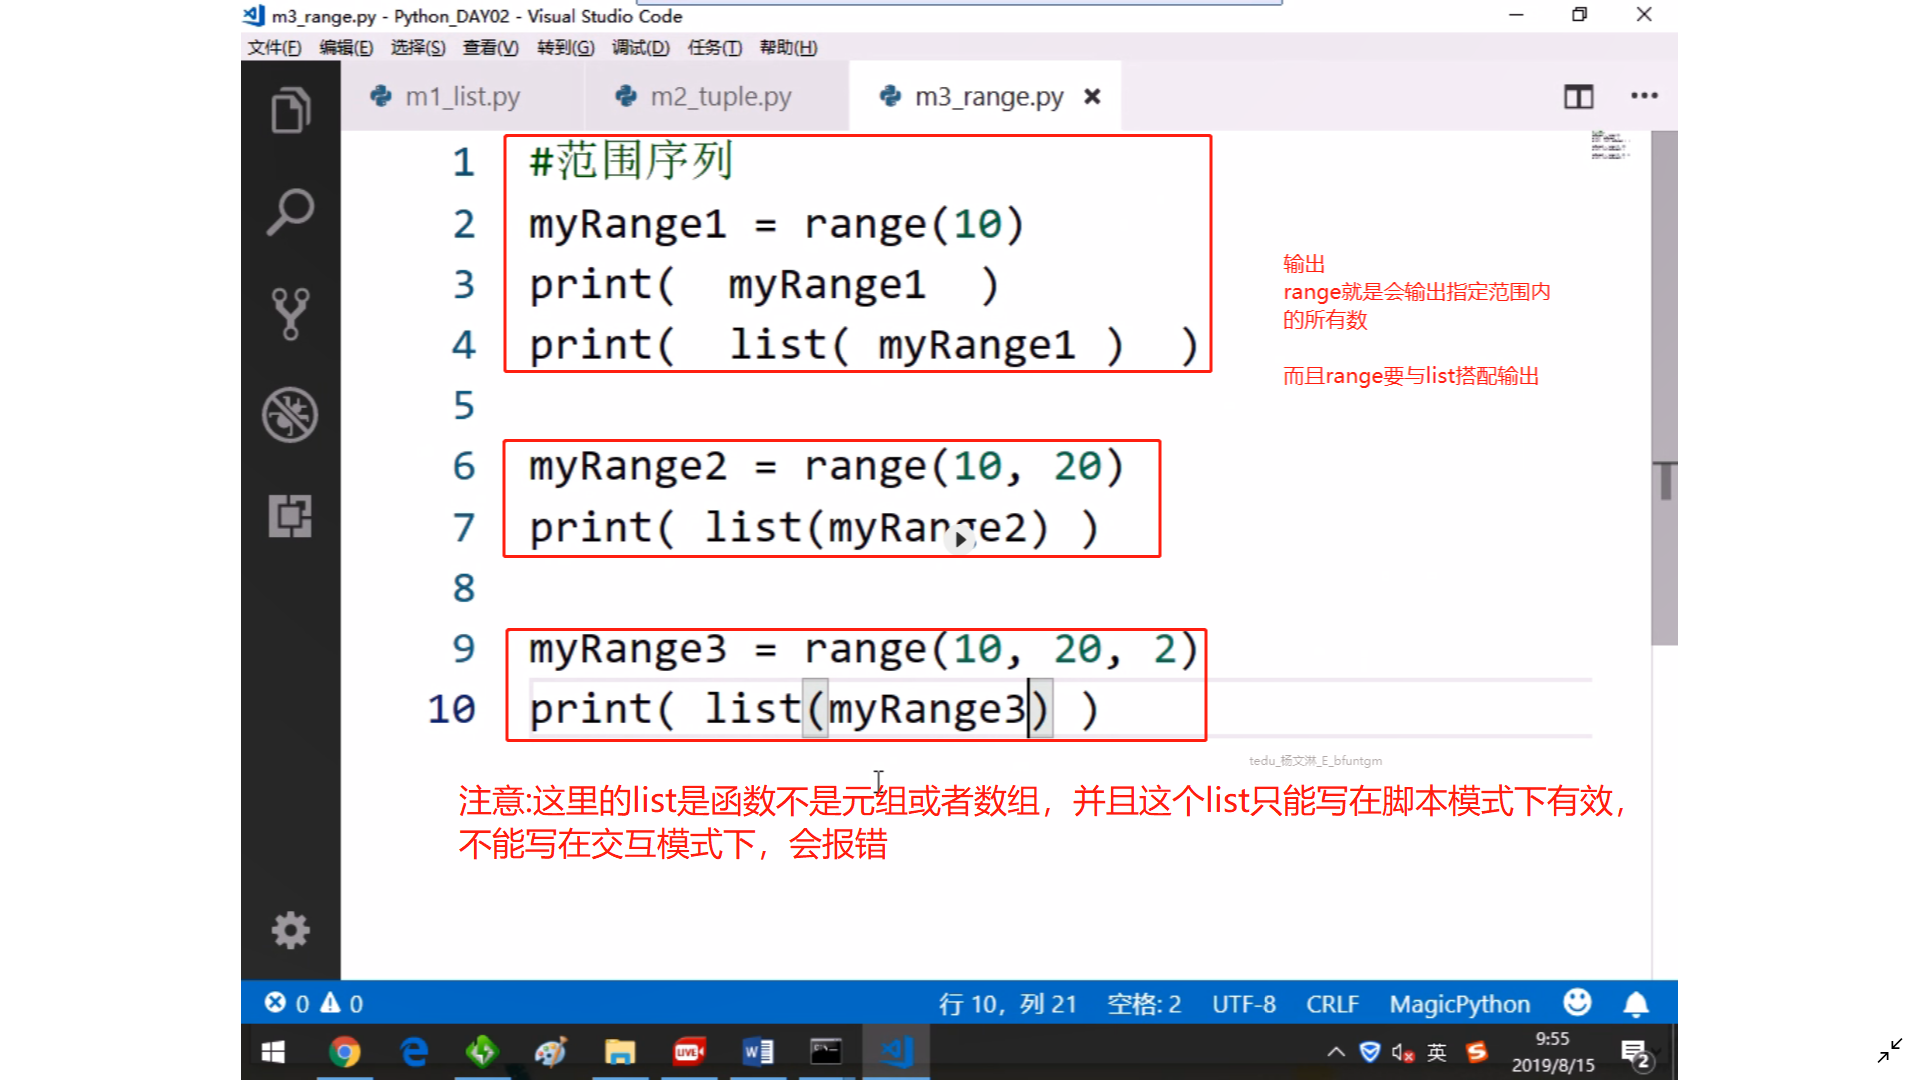 m3_range.py - Python_DAY02 - Visual Studio Code
文件(F) 编辑(E) 选择(S) 查看(V) 转到(G) 调试(D) 任务(T) 帮助(H)
m1_list.py m2_tuple.py m3_range.py
1 #范围序列
2 myRange1 = range(10)
3 print(  myRange1  )
4 print(  list( myRange1 )  )
5
6 myRange2 = range(10, 20)
7 print( list(myRange2) )
8
9 myRange3 = range(10, 20, 2)
10 print( list(myRange3) )
输出
range就是会输出指定范围内
的所有数
而且range要与list搭配输出
tedu_杨文淋_E_bfuntgm
注意:这里的list是函数不是元组或者数组，并且这个list只能写在脚本模式下有效，
不能写在交互模式下，会报错
0 0 行 10，列 21 空格: 2 UTF-8 CRLF MagicPython
LIVE 英 9:55
2019/8/15 2